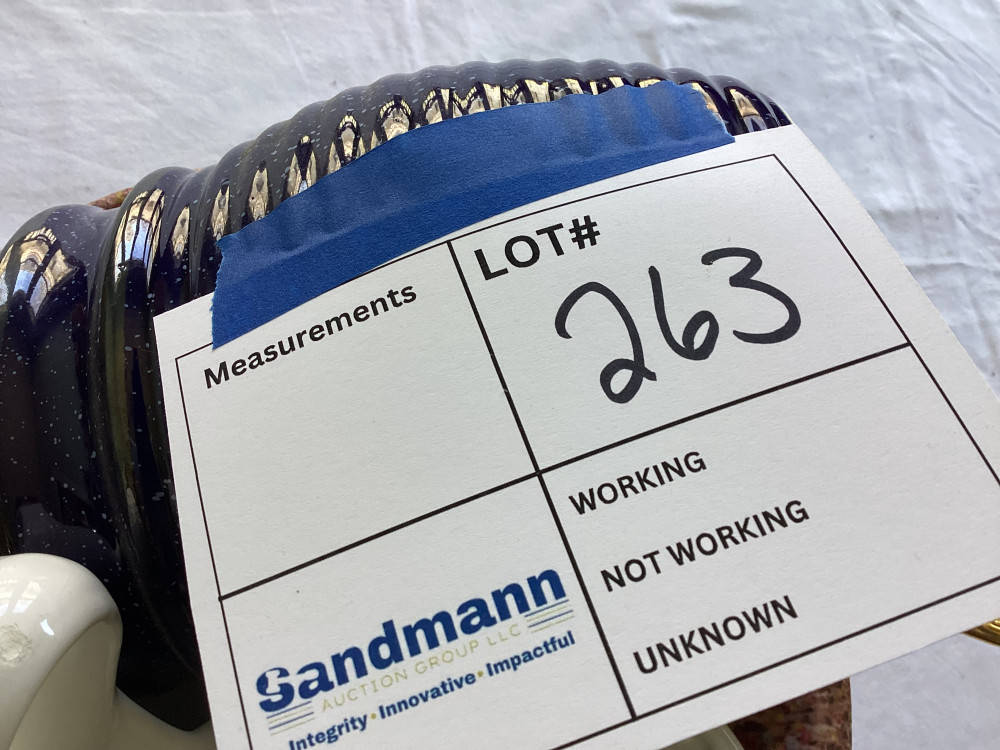 Measurements
LOT#
263
WORKING
NOT WORKING
UNKNOWN
Sandmann
AUCTION GROUP LLC
Integrity • Innovative • Impactful